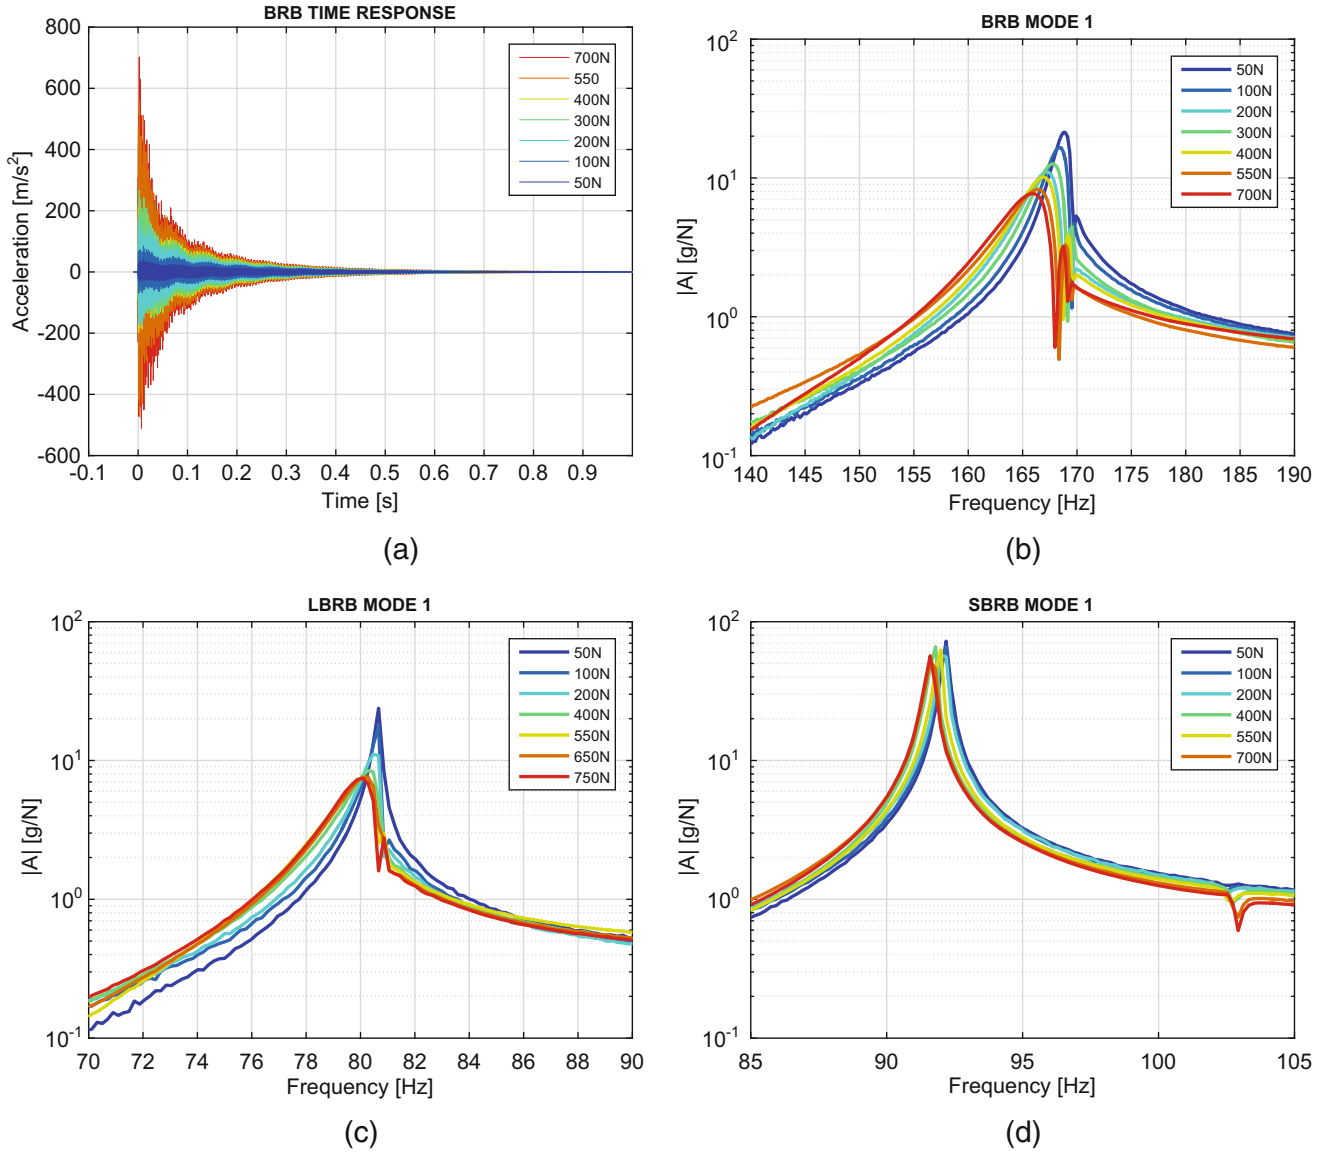 BRB TIME RESPONSE
800
600
400
200
0
-200
-400
-600
-0.1 0 0.1 0.2 0.3 0.4 0.5 0.6 0.7 0.8 0.9
Acceleration [m/s²]
Time [s]
700N
550
400N
300N
200N
100N
50N
(a)
BRB MODE 1
10²
10¹
10⁰
10⁻¹
140 145 150 155 160 165 170 175 180 185 190
|A| [g/N]
Frequency [Hz]
50N
100N
200N
300N
400N
550N
700N
(b)
LBRB MODE 1
10²
10¹
10⁰
10⁻¹
70 72 74 76 78 80 82 84 86 88 90
|A| [g/N]
Frequency [Hz]
50N
100N
200N
400N
550N
650N
750N
(c)
SBRB MODE 1
10²
10¹
10⁰
10⁻¹
85 90 95 100 105
|A| [g/N]
Frequency [Hz]
50N
100N
200N
400N
550N
700N
(d)